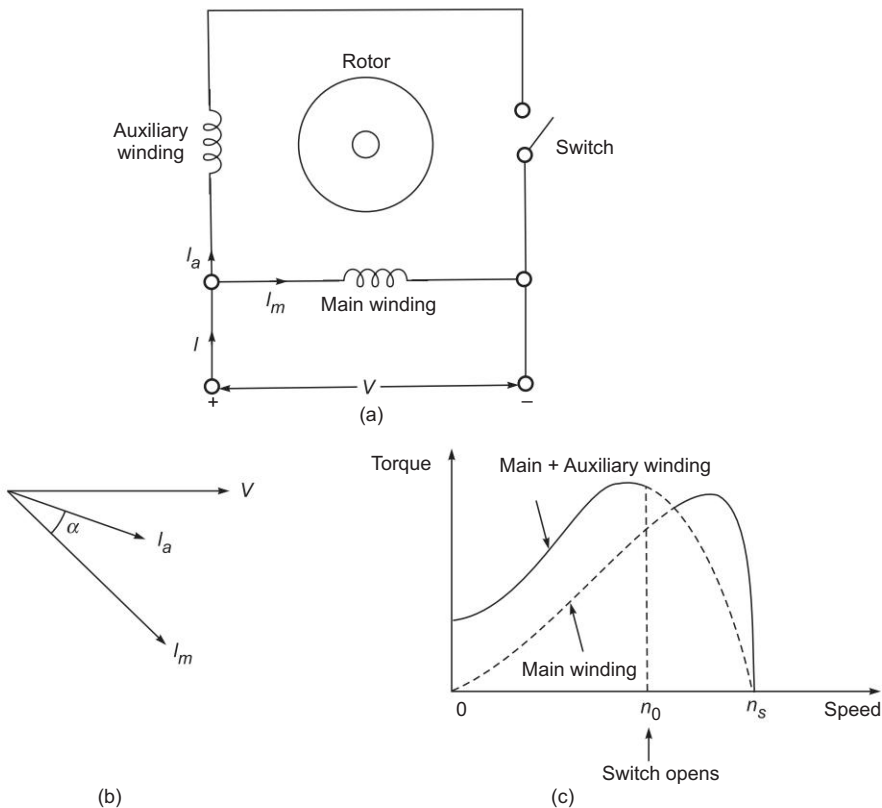 Rotor
Auxiliary
winding
Switch
I_a
I_m
Main winding
I
V
+
–
(a)
V
α
I_a
I_m
(b)
Torque
Main + Auxiliary winding
Main winding
0
n_0
n_s
Speed
Switch opens
(c)